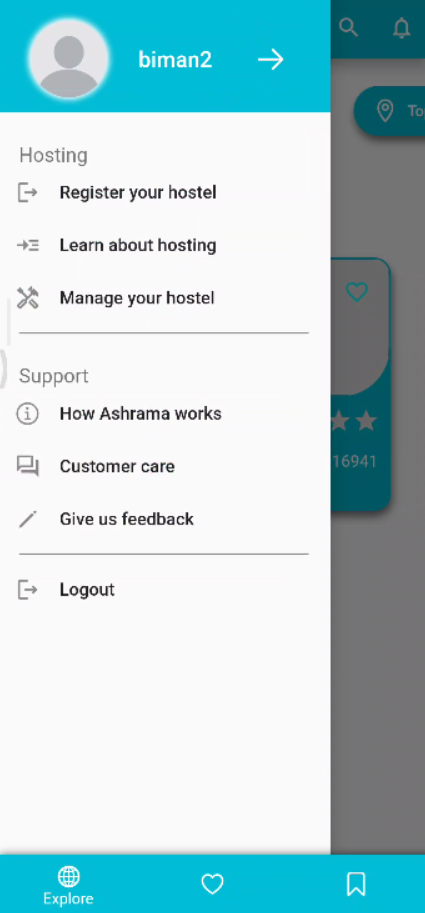 biman2
To
Hosting
Register your hostel
Learn about hosting
Manage your hostel
Support
How Ashrama works
16941
Customer care
Give us feedback
Logout
Explore